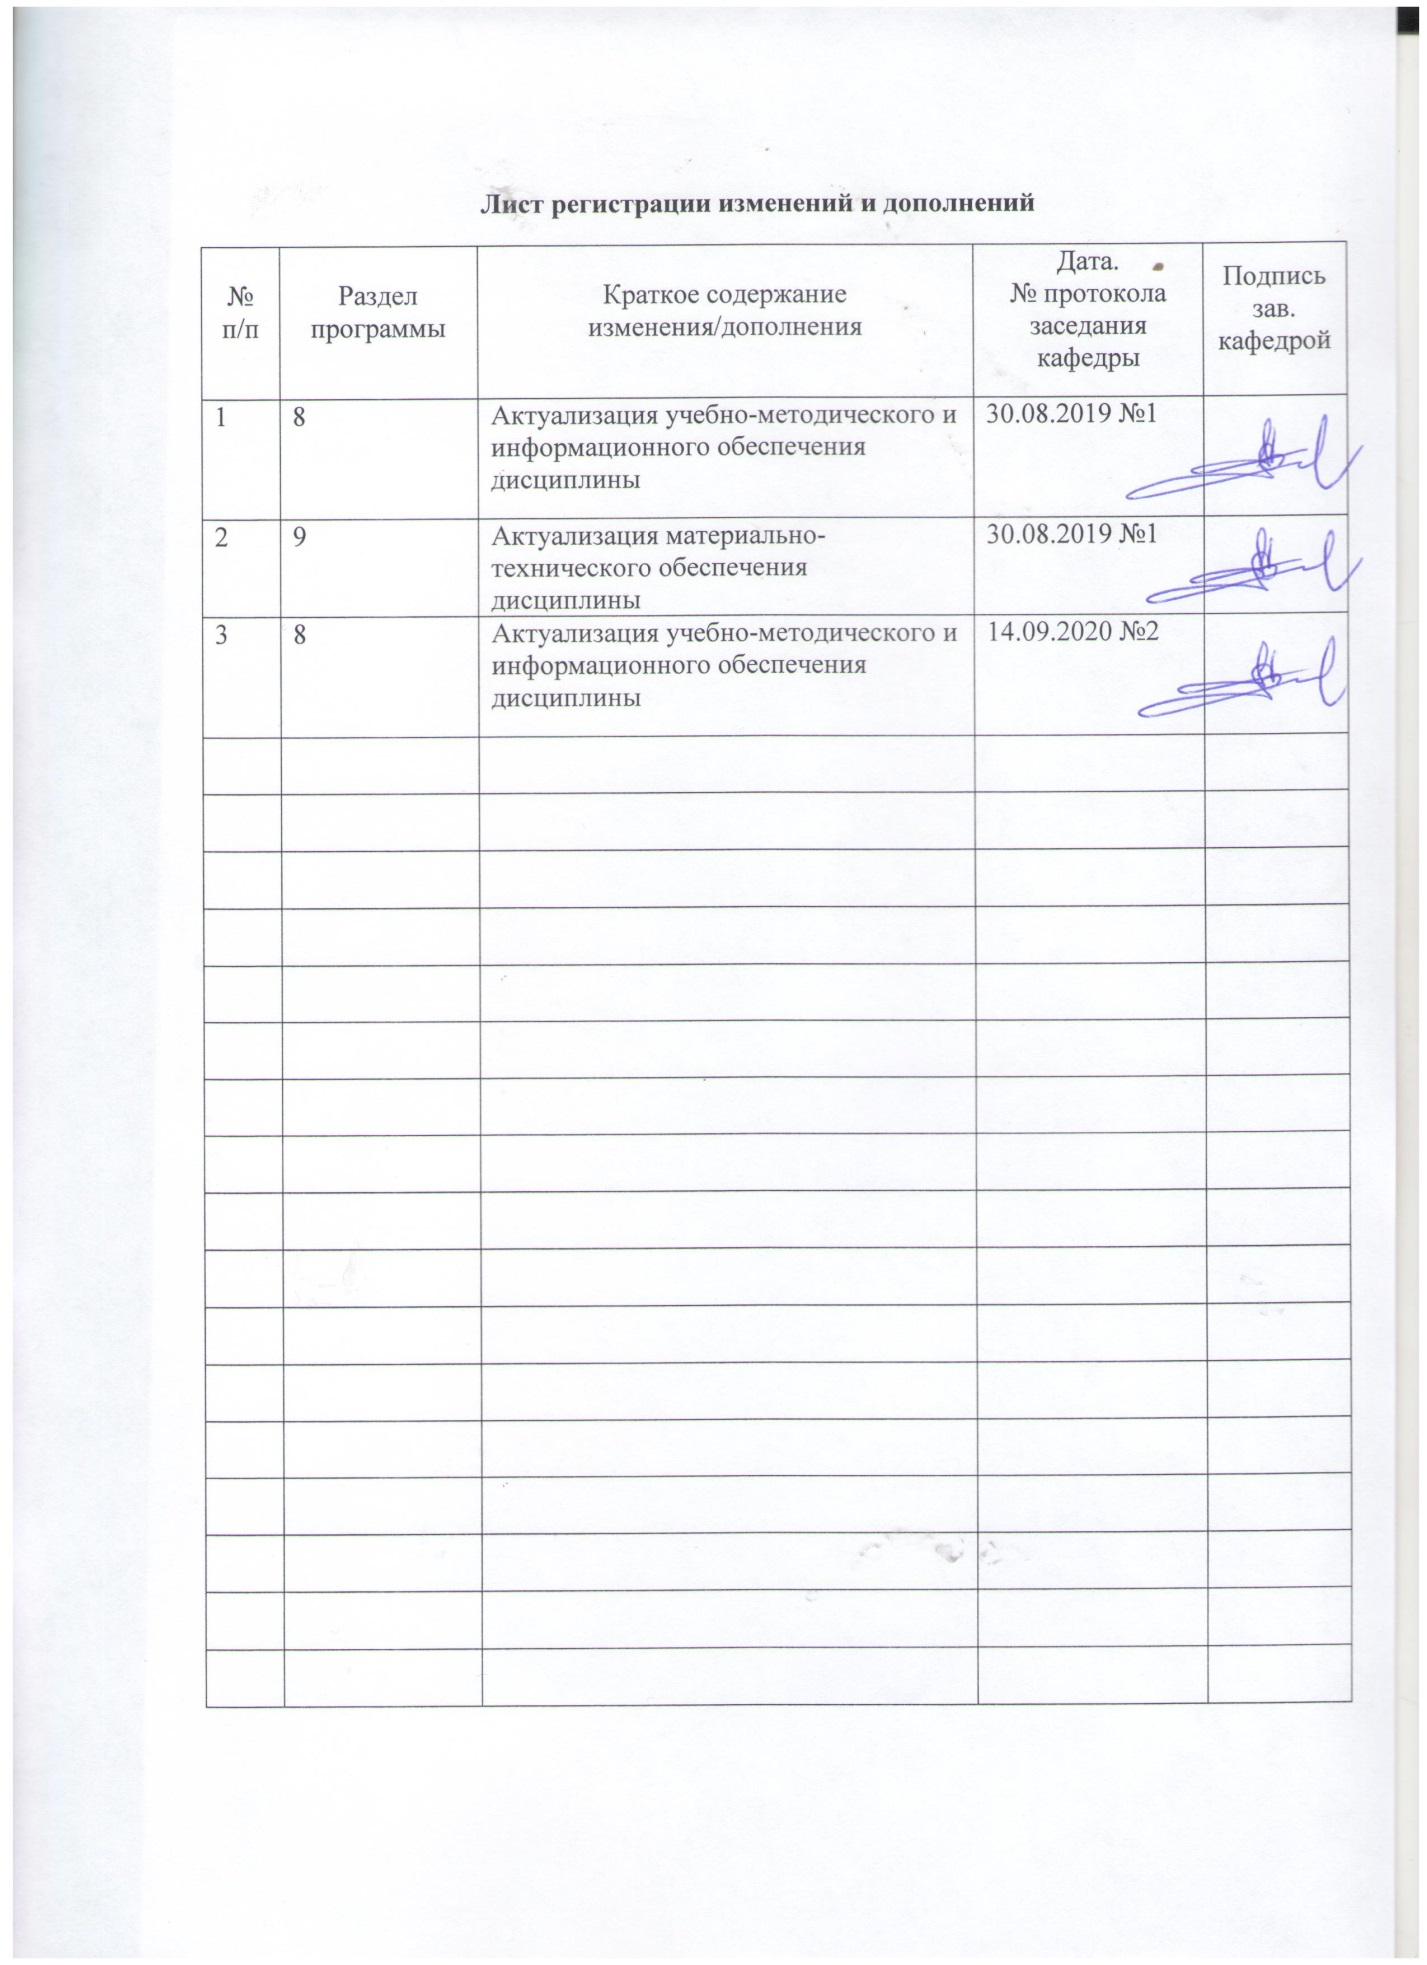 Лист регистрации изменений и дополнений
№
п/п
Раздел
программы
Краткое содержание
изменения/дополнения
Дата.
№ протокола
заседания
кафедры
Подпись
зав.
кафедрой
1
8
Актуализация учебно-методического и
информационного обеспечения
дисциплины
30.08.2019 №1
2
9
Актуализация материально-
технического обеспечения
дисциплины
30.08.2019 №1
3
8
Актуализация учебно-методического и
информационного обеспечения
дисциплины
14.09.2020 №2